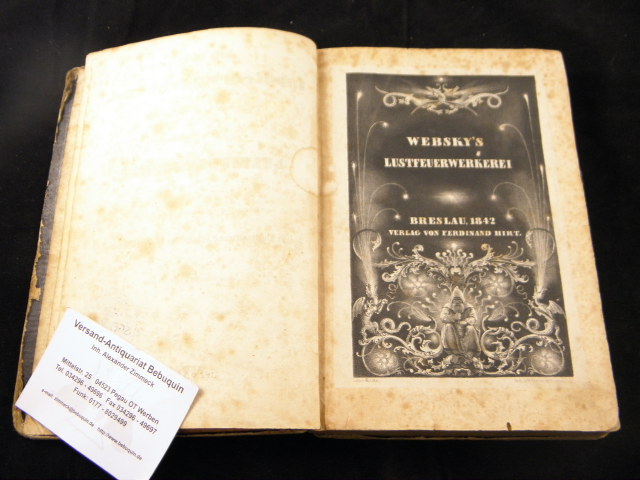 WEBSKY'S
LUSTFEUERWERKEREI
BRESLAU, 1842
VERLAG VON FERDINAND HIRT.
Versand-Antiquariat Bebuquin
Inh. Alexander Zimmeck
Mittelstr. 25 04523 Pegau OT Werben
Tel. 034296 - 49696 Fax 034296 - 49697
Funk: 0177 - 8629499